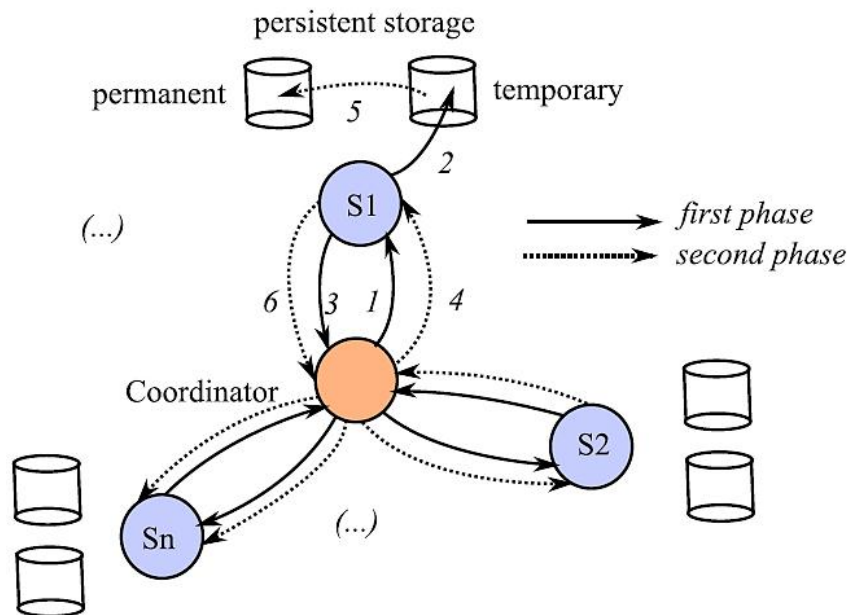 persistent storage
permanent
temporary
5
2
S1
(...)
first phase
second phase
6
3
1
4
Coordinator
S2
(...)
Sn